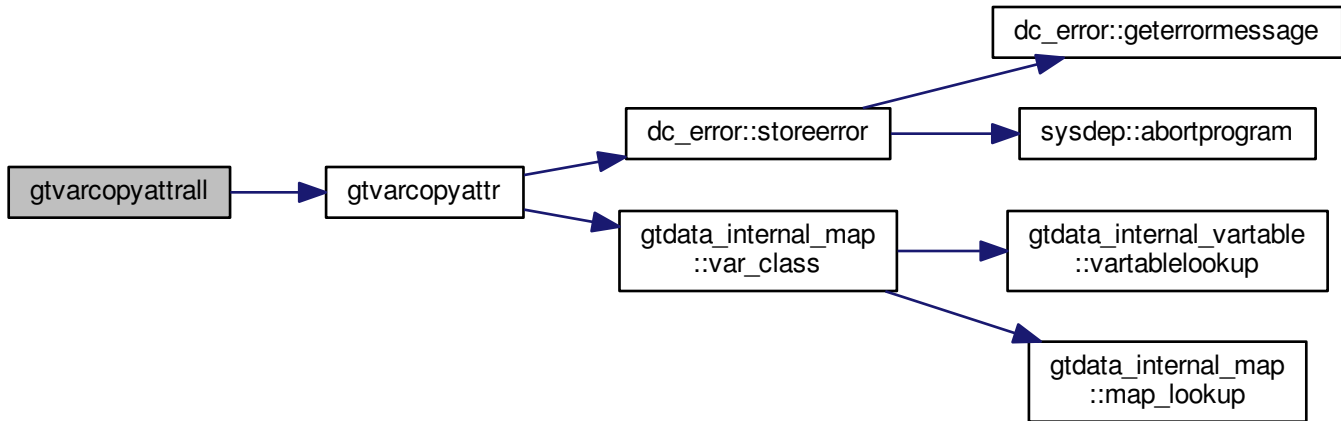 gtvarcopyattrall
gtvarcopyattr
dc_error::storeerror
dc_error::geterrormessage
sysdep::abortprogram
gtdata_internal_map
::var_class
gtdata_internal_vartable
::vartablelookup
gtdata_internal_map
::map_lookup